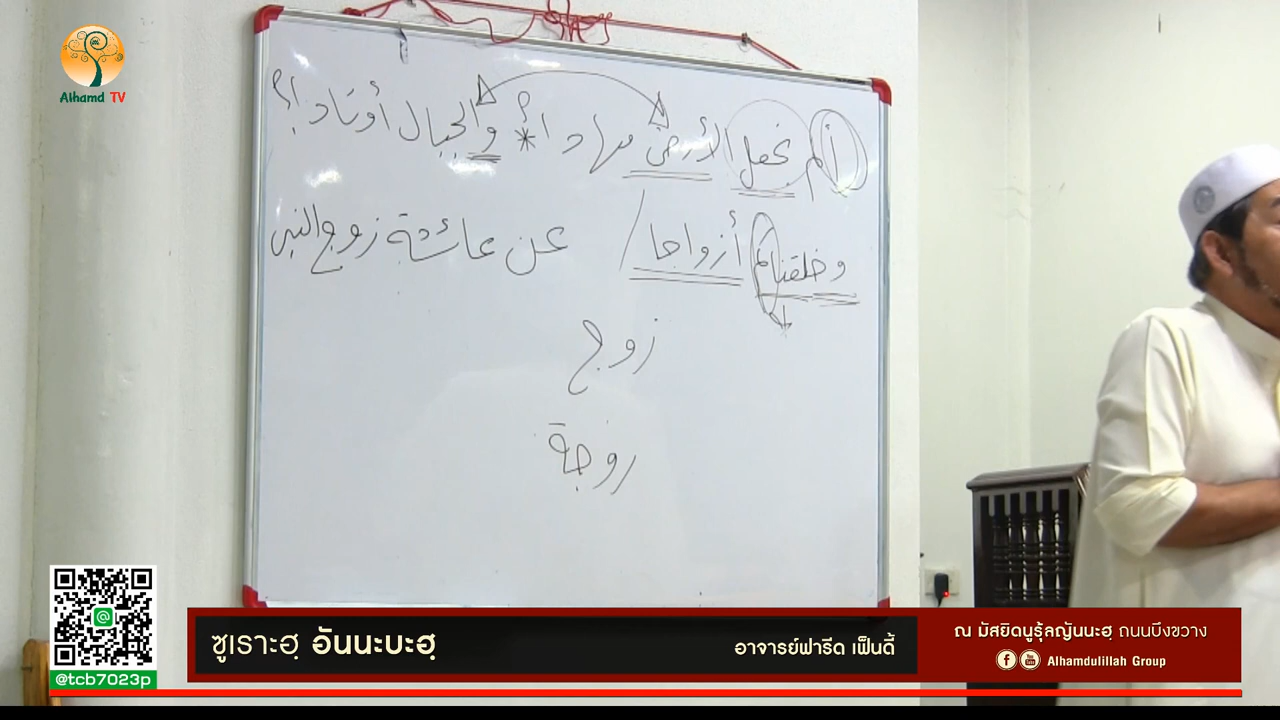 Alhamd TV
ألم نجعل الأرض مهادا ؟ * والجبال أوتادا ؟!
وخلقناكم أزواجا / عن عائشة زوج النبي
زوج
روجة
@tcb7023p
ซูเราะฮฺ อันนะบะฮฺ
อาจารย์ฟารีด เฟ็นดี้
ณ มัสยิดนูรุ้ลญันนะฮฺ ถนนบึงขวาง
Alhamdulillah Group